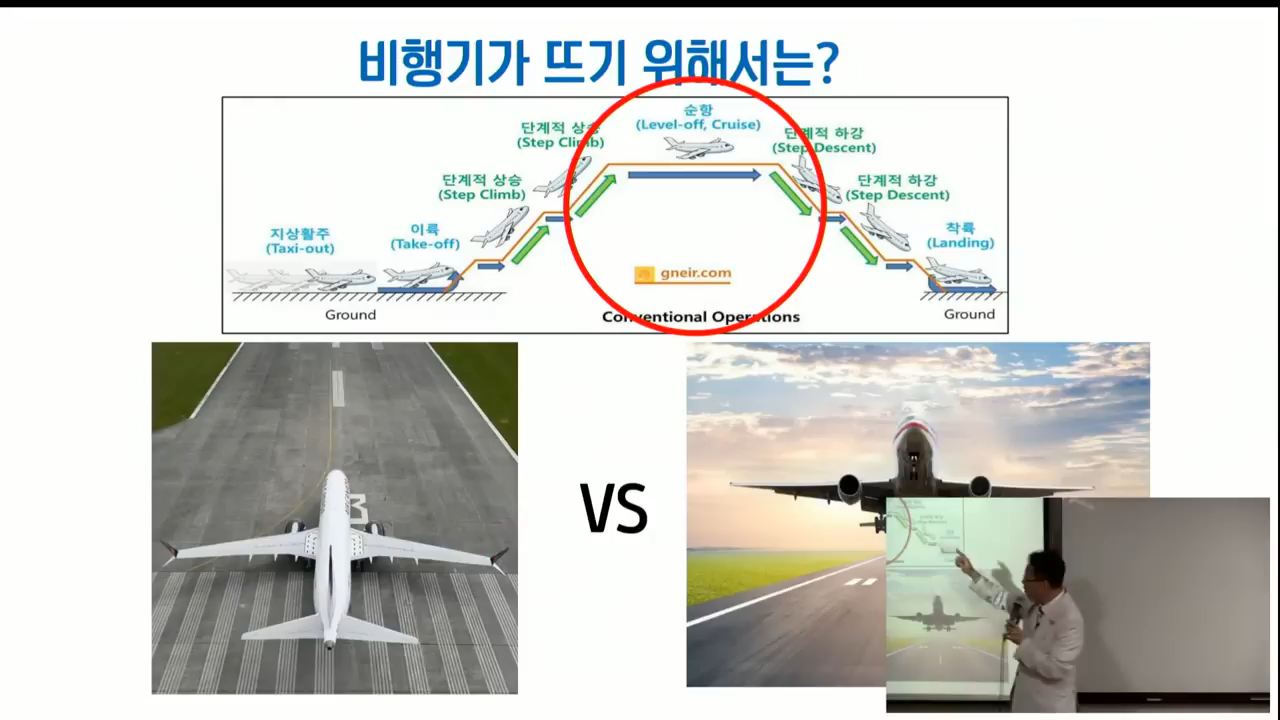 비행기가 뜨기 위해서는?
순항
(Level-off, Cruise)
단계적 상승
(Step Climb)
단계적 하강
(Step Descent)
단계적 상승
(Step Climb)
단계적 하강
(Step Descent)
지상활주
(Taxi-out)
이륙
(Take-off)
착륙
(Landing)
gneir.com
Ground
Conventional Operations
Ground
VS